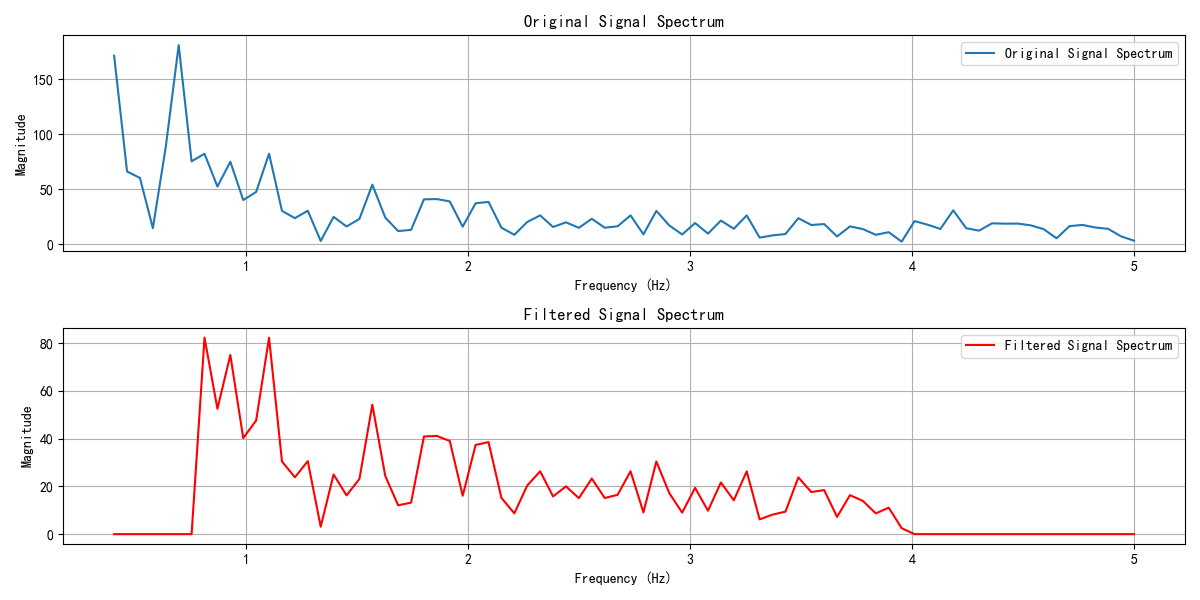 Original Signal Spectrum
Original Signal Spectrum
Magnitude
150
100
50
0
1 2 3 4 5
Frequency (Hz)
Filtered Signal Spectrum
Filtered Signal Spectrum
Magnitude
80
60
40
20
0
1 2 3 4 5
Frequency (Hz)